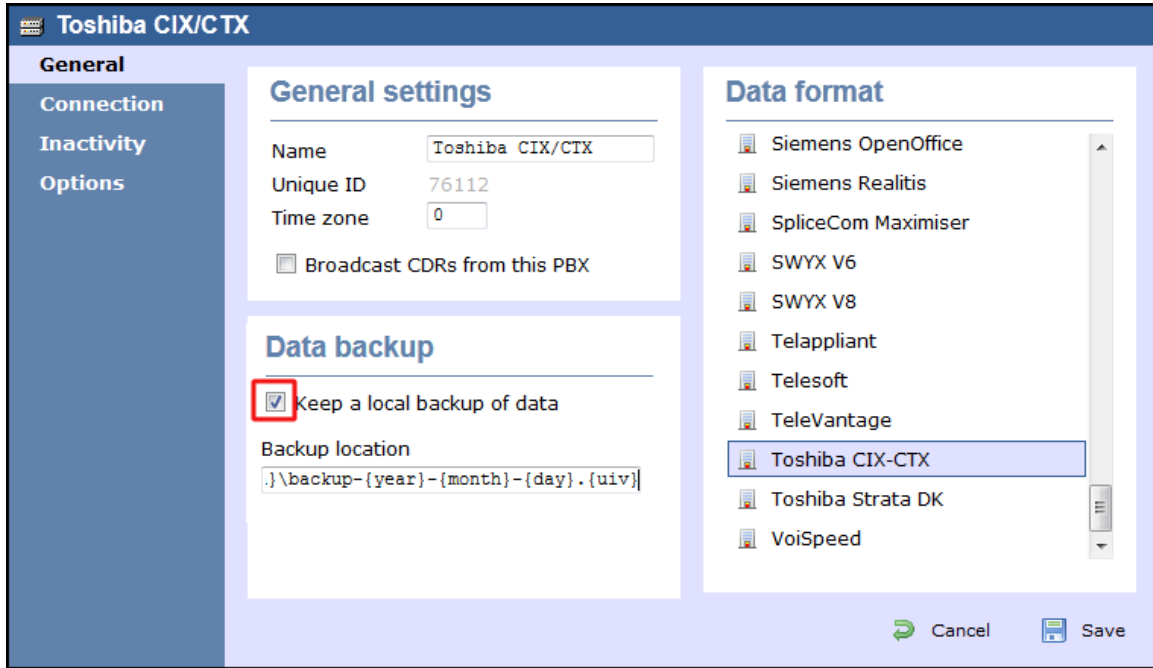 Toshiba CIX/CTX
General
Connection
Inactivity
Options
General settings
Name Toshiba CIX/CTX
Unique ID 76112
Time zone 0
Broadcast CDRs from this PBX
Data backup
Keep a local backup of data
Backup location
.}\backup-{year}-{month}-{day}.{uiv}
Data format
Siemens OpenOffice
Siemens Realitis
SpliceCom Maximiser
SWYX V6
SWYX V8
Telappliant
Telesoft
TeleVantage
Toshiba CIX-CTX
Toshiba Strata DK
VoiSpeed
Cancel Save